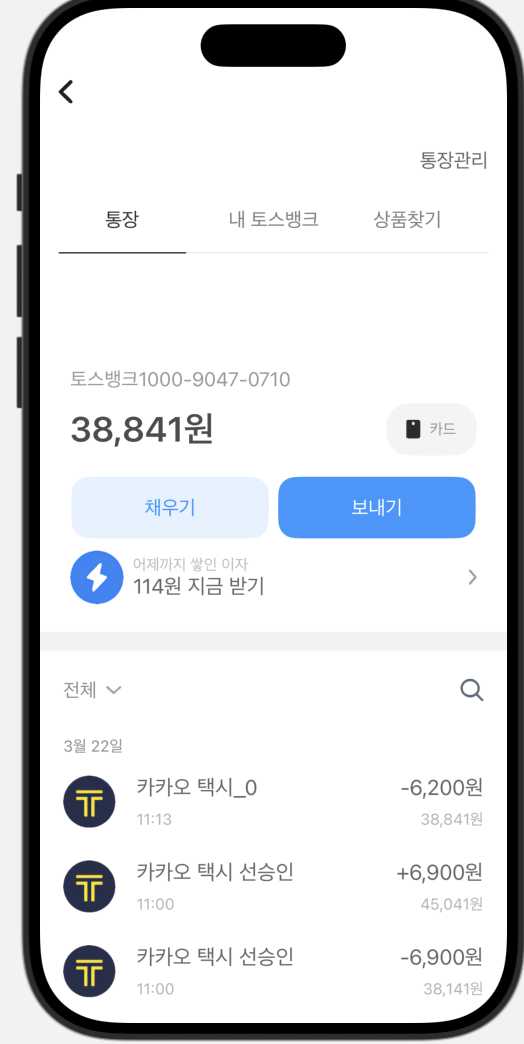 통장관리
통장 내 토스뱅크 상품찾기
토스뱅크1000-9047-0710
38,841원 카드
채우기 보내기
어제까지 쌓인 이자
114원 지금 받기
전체
3월 22일
카카오 택시_0 -6,200원
11:13 38,841원
카카오 택시 선승인 +6,900원
11:00 45,041원
카카오 택시 선승인 -6,900원
11:00 38,141원